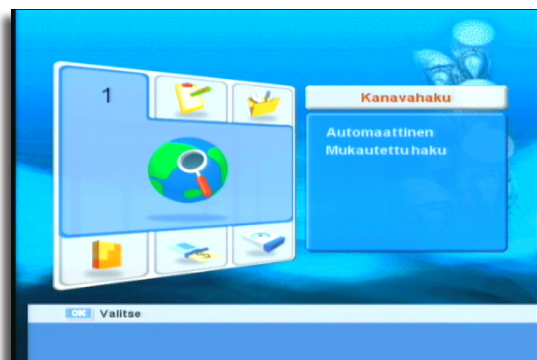 1
Kanavahaku
Automaattinen
Mukautettu haku
OK Valitse